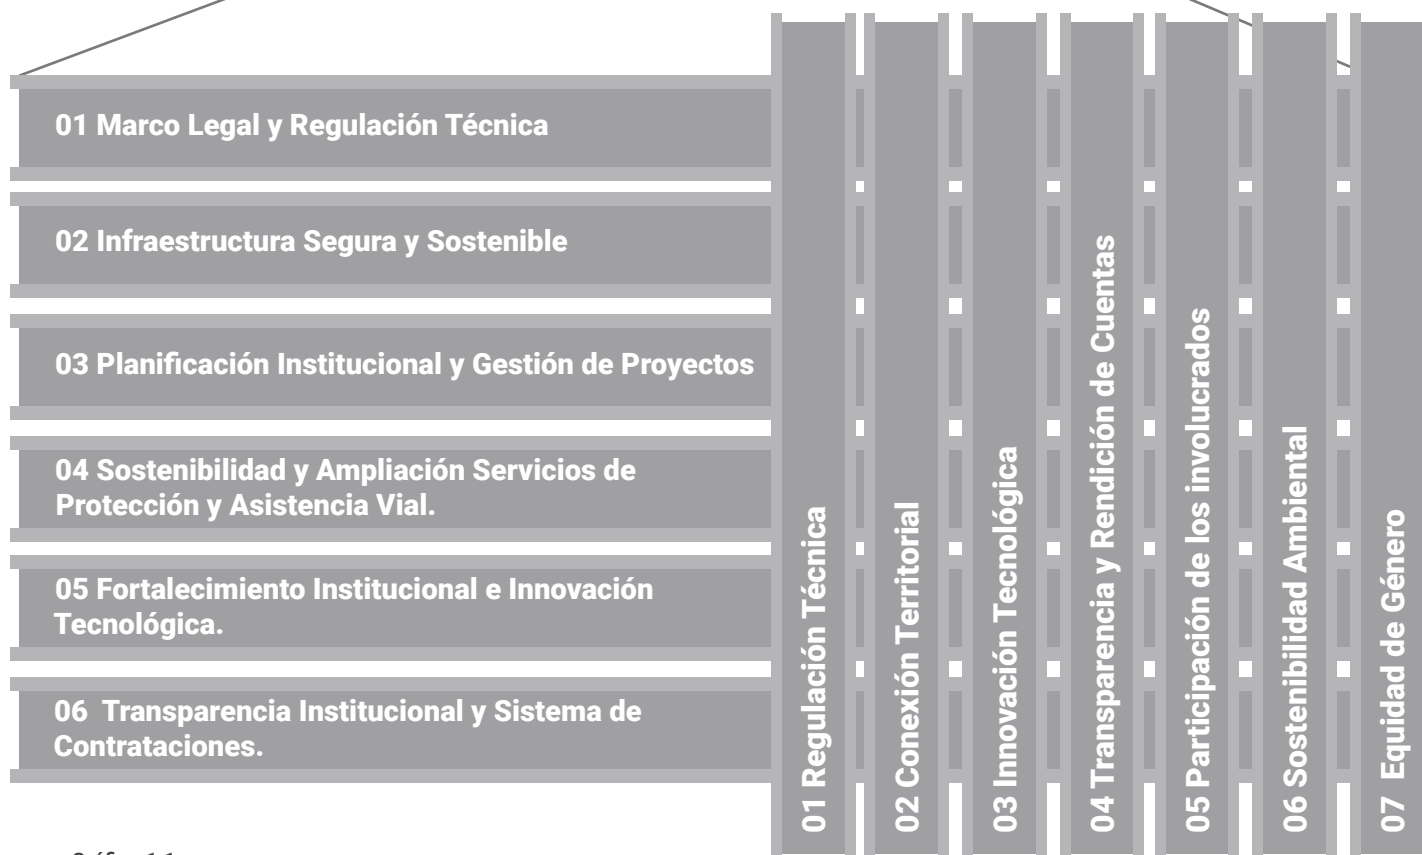 01 Marco Legal y Regulación Técnica
02 Infraestructura Segura y Sostenible
03 Planificación Institucional y Gestión de Proyectos
04 Sostenibilidad y Ampliación Servicios de
Protección y Asistencia Vial.
05 Fortalecimiento Institucional e Innovación
Tecnológica.
06 Transparencia Institucional y Sistema de
Contrataciones.
01 Regulación Técnica
02 Conexión Territorial
03 Innovación Tecnológica
04 Transparencia y Rendición de Cuentas
05 Participación de los involucrados
06 Sostenibilidad Ambiental
07 Equidad de Género